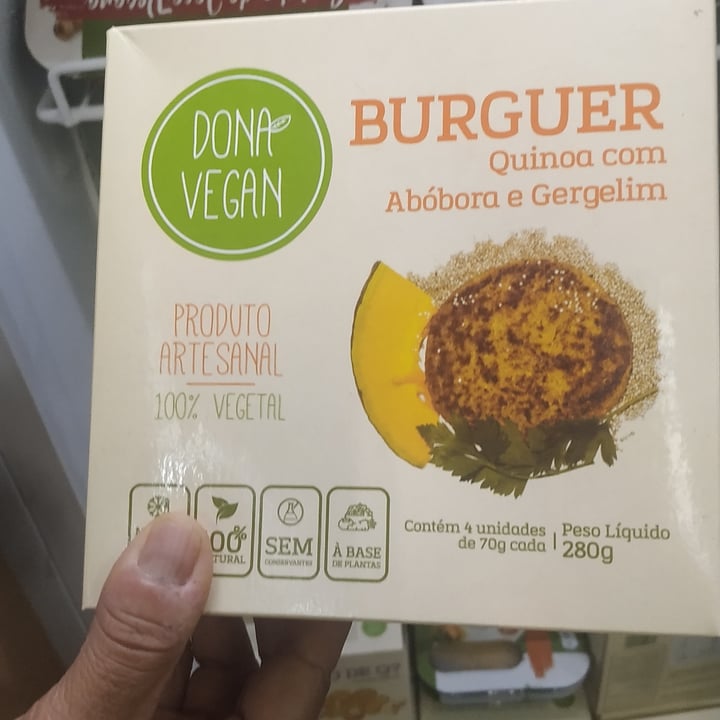 DONA
VEGAN
BURGUER
Quinoa com
Abóbora e Gergelim
PRODUTO
ARTESANAL
100% VEGETAL
SEM
CONSERVANTES
À BASE
DE PLANTAS
Contém 4 unidades
de 70g cada
Peso Líquido
280g